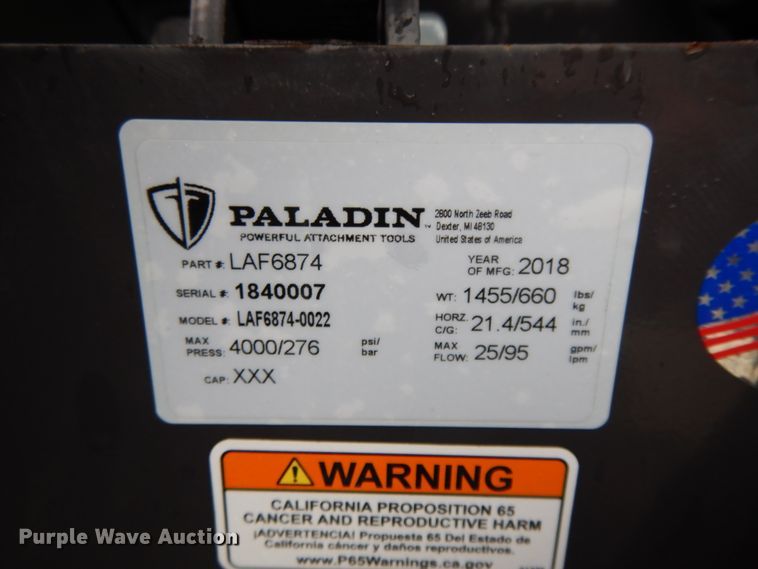 PALADIN™
POWERFUL ATTACHMENT TOOLS
2800 North Zeeb Road
Dexter, MI 48130
United States of America
PART #: LAF6874
YEAR OF MFG: 2018
SERIAL #: 1840007
WT: 1455/660 lbs/ kg
MODEL #: LAF6874-0022
HORZ. C/G: 21.4/544 in./ mm
MAX PRESS: 4000/276 psi/ bar
MAX FLOW: 25/95 gpm/ lpm
CAP: XXX
WARNING
CALIFORNIA PROPOSITION 65
CANCER AND REPRODUCTIVE HARM
¡ADVERTENCIA! Propuesta 65 Del Estado de
California cáncer y daños reproductivos.
www.P65Warnings.ca.gov
Purple Wave Auction